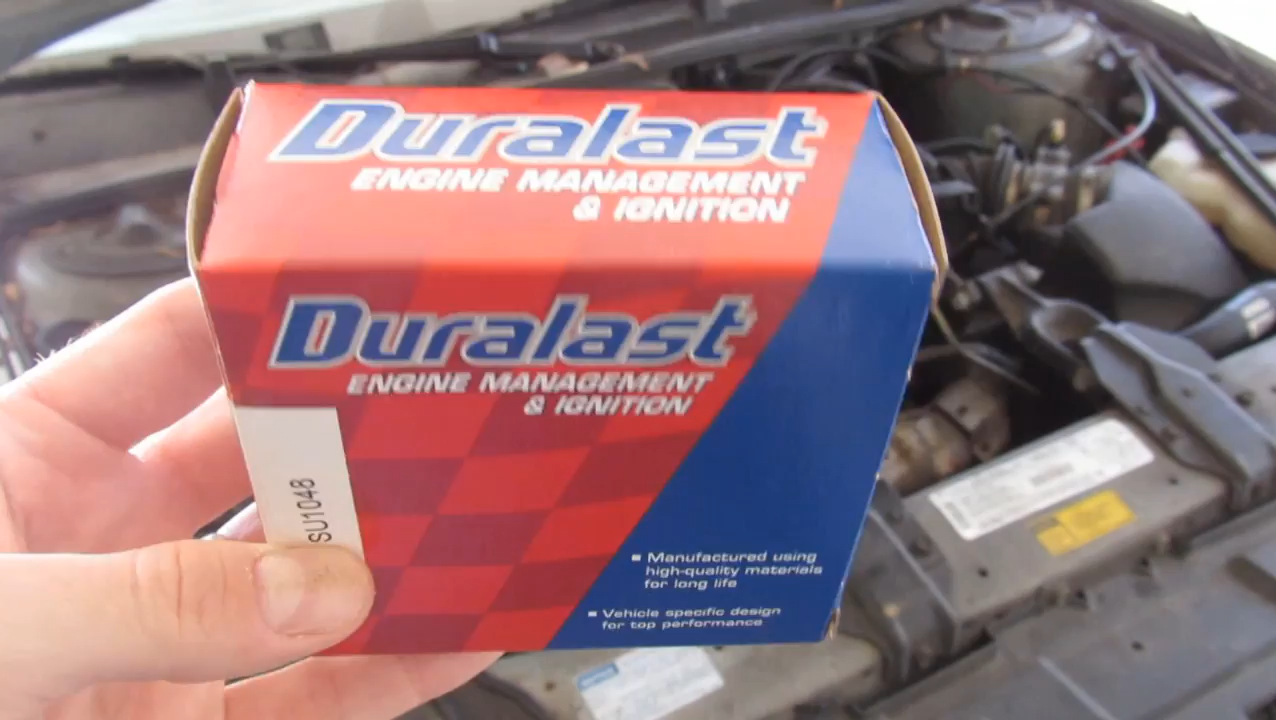 Duralast
ENGINE MANAGEMENT
& IGNITION
Duralast
ENGINE MANAGEMENT
& IGNITION
SU1048
▪ Manufactured using
high-quality materials
for long life
▪ Vehicle specific design
for top performance